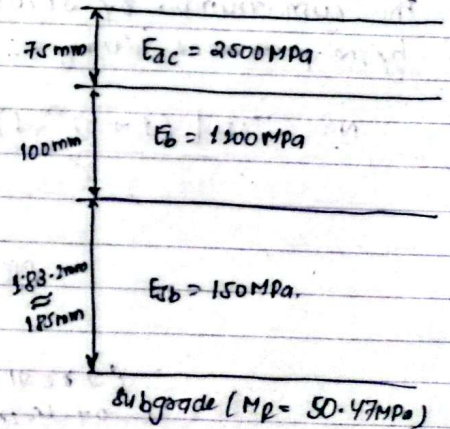 75mm
Eac = 2500MPa
100mm
Eb = 1200MPa
183.2mm
≈
185mm
Esb = 150MPa.
Subgrade (MR = 50.47MPa)